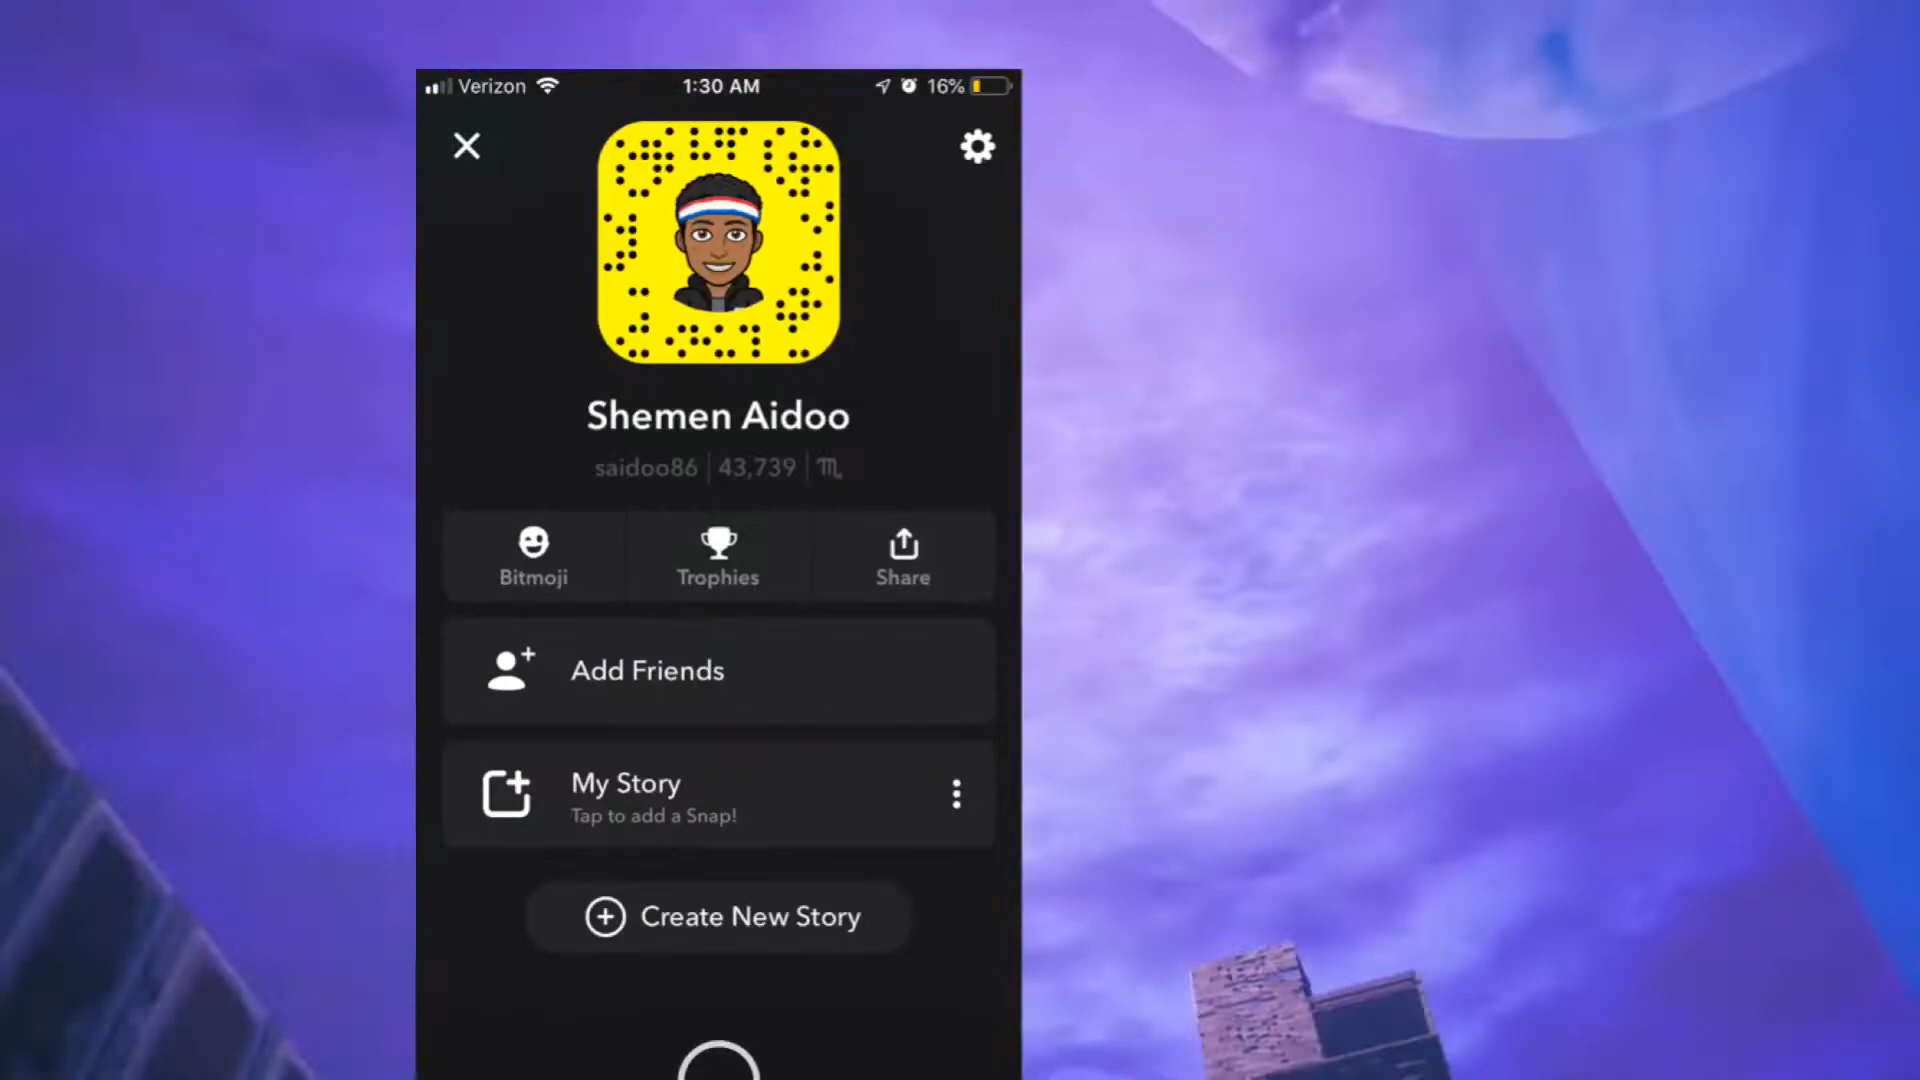 Verizon 1:30 AM 16%
Shemen Aidoo
saidoo86 | 43,739 | ♏
Bitmoji Trophies Share
Add Friends
My Story
Tap to add a Snap!
Create New Story